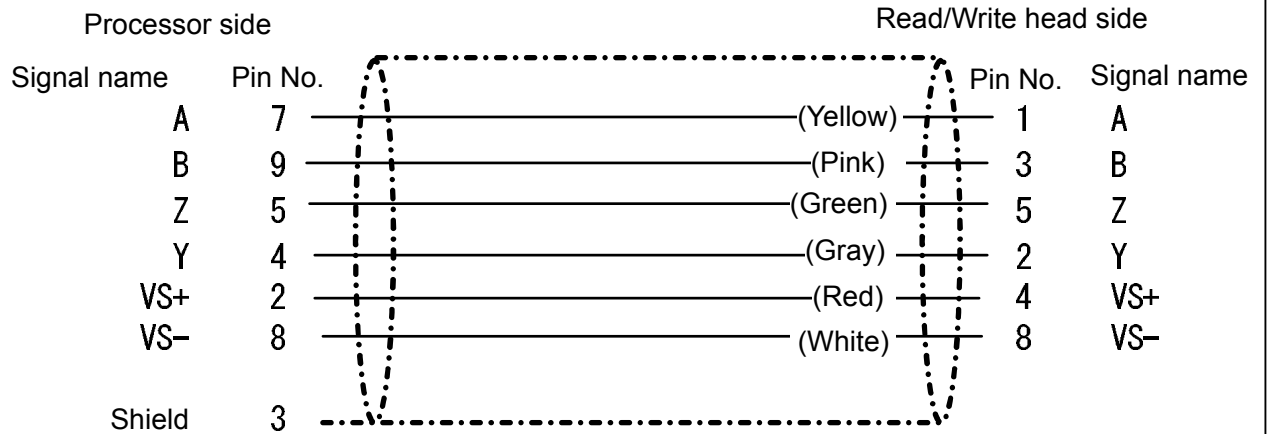 Processor side Read/Write head side
Signal name Pin No. Pin No. Signal name
A 7 (Yellow) 1 A
B 9 (Pink) 3 B
Z 5 (Green) 5 Z
Y 4 (Gray) 2 Y
VS+ 2 (Red) 4 VS+
VS− 8 (White) 8 VS−
Shield 3